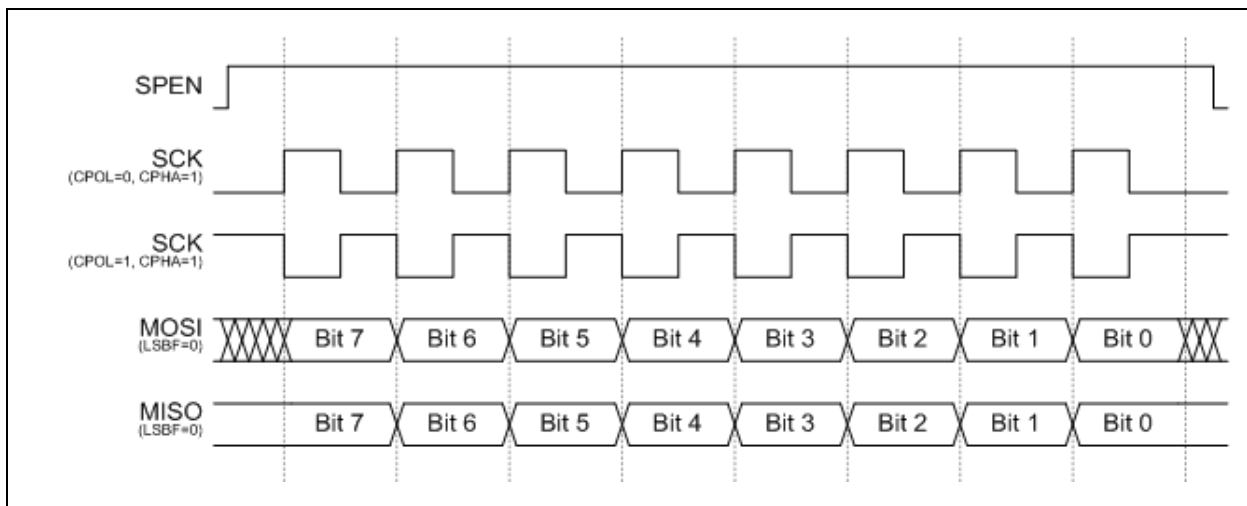 SPEN
SCK
(CPOL=0, CPHA=1)
SCK
(CPOL=1, CPHA=1)
MOSI
(LSBF=0)
Bit 7 Bit 6 Bit 5 Bit 4 Bit 3 Bit 2 Bit 1 Bit 0
MISO
(LSBF=0)
Bit 7 Bit 6 Bit 5 Bit 4 Bit 3 Bit 2 Bit 1 Bit 0